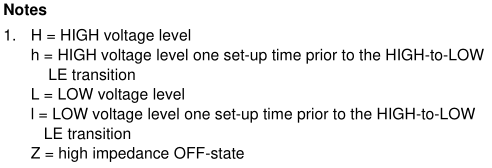 Notes
1. H = HIGH voltage level
h = HIGH voltage level one set-up time prior to the HIGH-to-LOW
LE transition
L = LOW voltage level
l = LOW voltage level one set-up time prior to the HIGH-to-LOW
LE transition
Z = high impedance OFF-state